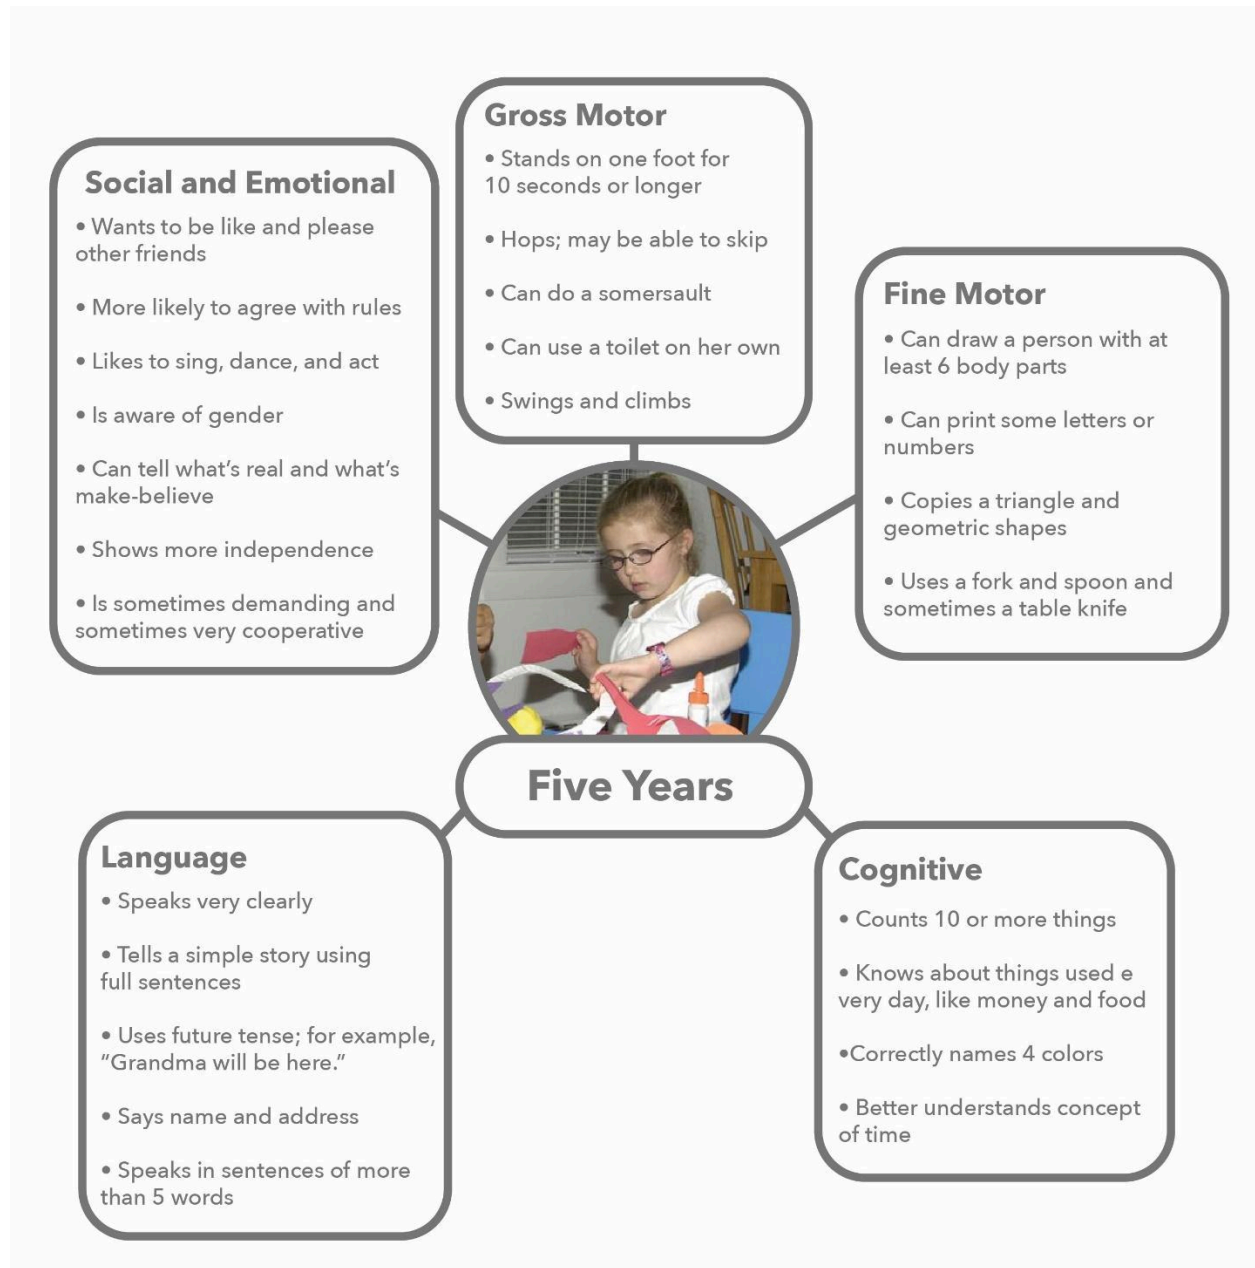 Gross Motor
• Stands on one foot for
10 seconds or longer
• Hops; may be able to skip
• Can do a somersault
• Can use a toilet on her own
• Swings and climbs
Social and Emotional
• Wants to be like and please
other friends
• More likely to agree with rules
• Likes to sing, dance, and act
• Is aware of gender
• Can tell what's real and what's
make-believe
• Shows more independence
• Is sometimes demanding and
sometimes very cooperative
Fine Motor
• Can draw a person with at
least 6 body parts
• Can print some letters or
numbers
• Copies a triangle and
geometric shapes
• Uses a fork and spoon and
sometimes a table knife
Five Years
Language
• Speaks very clearly
• Tells a simple story using
full sentences
• Uses future tense; for example,
“Grandma will be here.”
• Says name and address
• Speaks in sentences of more
than 5 words
Cognitive
• Counts 10 or more things
• Knows about things used e
very day, like money and food
•Correctly names 4 colors
• Better understands concept
of time